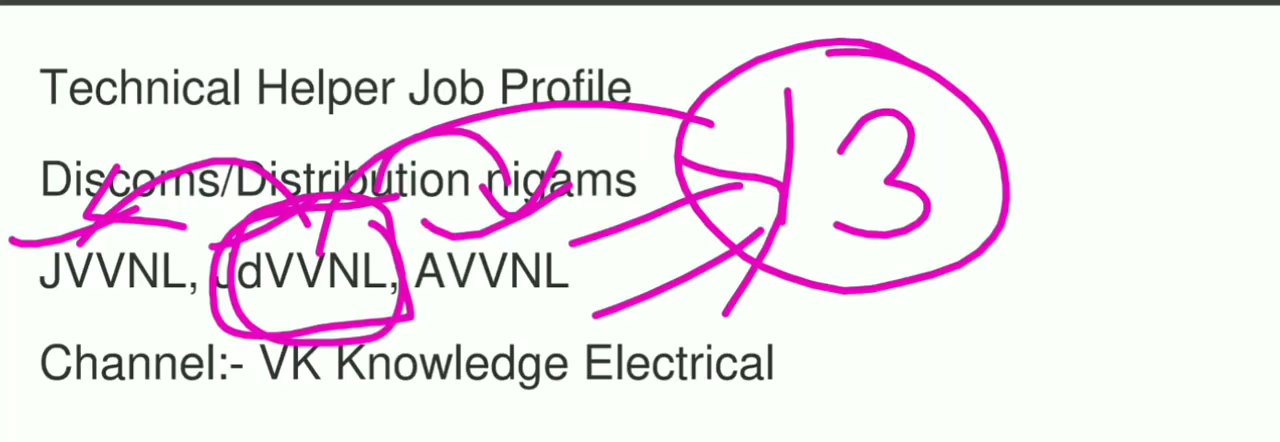 Technical Helper Job Profile
Discoms/Distribution nigams
JVVNL, JdVVNL, AVVNL
Channel:- VK Knowledge Electrical
13